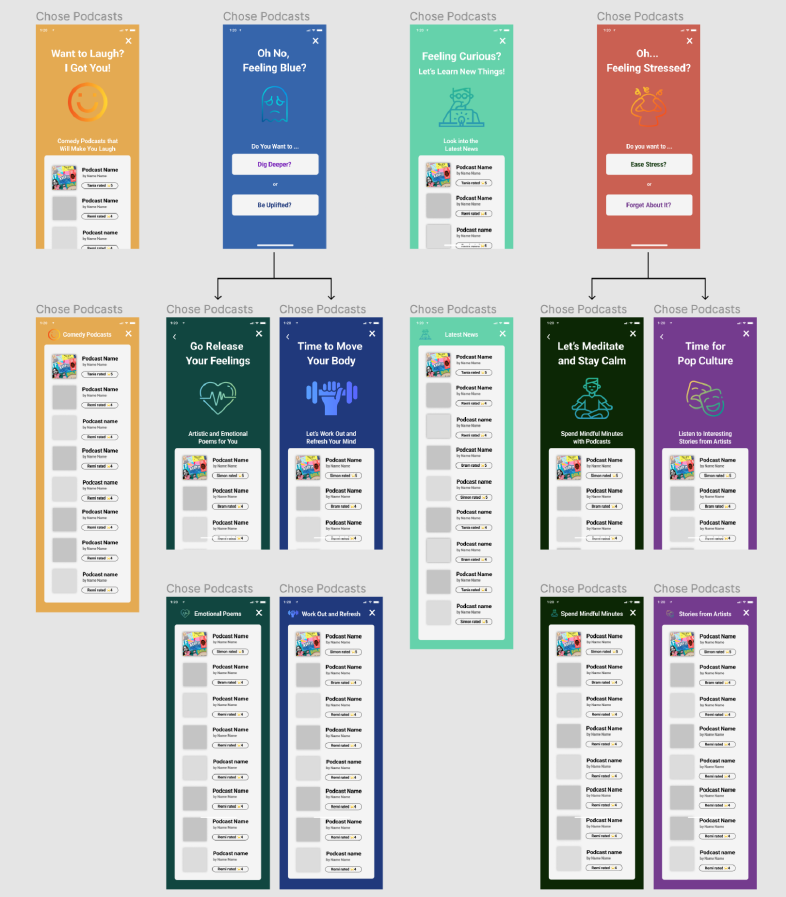 Chose Podcasts
Want to Laugh?
I Got You!
Comedy Podcasts that
Will Make You Laugh
Podcast Name
by Name Name
Tania rated 5
Podcast Name
by Name Name
Remi rated 4
Podcast Name
by Name Name
Remi rated 4
Chose Podcasts
Oh No,
Feeling Blue?
Do You Want to ...
Dig Deeper?
or
Be Uplifted?
Chose Podcasts
Feeling Curious?
Let's Learn New Things!
Look into the
Latest News
Podcast Name
by Name Name
Tania rated 5
Podcast Name
by Name Name
Remi rated 4
Podcast Name
by Name Name
Chose Podcasts
Oh...
Feeling Stressed?
Do you want to ...
Ease Stress?
or
Forget About It?
Chose Podcasts
Comedy Podcasts
Podcast Name
by Name Name
Tania rated 5
Podcast Name
by Name Name
Remi rated 4
Podcast name
by Name Name
Remi rated 4
Podcast Name
by Name Name
Remi rated 4
Podcast name
by Name Name
Remi rated 4
Podcast Name
by Name Name
Remi rated 4
Podcast Name
by Name Name
Remi rated 4
Podcast Name
by Name Name
Remi rated 4
Chose Podcasts
Go Release
Your Feelings
Artistic and Emotional
Poems for You
Podcast Name
by Name Name
Simon rated 5
Podcast Name
by Name Name
Bram rated 4
Podcast Name
by Name Name
Remi rated 4
Chose Podcasts
Time to Move
Your Body
Let's Work Out and
Refresh Your Mind
Podcast Name
by Name Name
Simon rated 5
Podcast Name
by Name Name
Bram rated 4
Podcast Name
by Name Name
Remi rated 4
Chose Podcasts
Latest News
Podcast Name
by Name Name
Tania rated 5
Podcast Name
by Name Name
Remi rated 4
Podcast Name
by Name Name
Remi rated 4
Podcast Name
by Name Name
Bram rated 5
Podcast Name
by Name Name
Simon rated 5
Podcast Name
by Name Name
Tania rated 4
Podcast Name
by Name Name
Bram rated 4
Podcast Name
by Name Name
Tania rated 4
Podcast Name
by Name Name
Simon rated 5
Chose Podcasts
Let's Meditate
and Stay Calm
Spend Mindful Minutes
with Podcasts
Podcast Name
by Name Name
Simon rated 5
Podcast Name
by Name Name
Bram rated 4
Podcast Name
by Name Name
Remi rated 4
Chose Podcasts
Time for
Pop Culture
Listen to Interesting
Stories from Artists
Podcast Name
by Name Name
Simon rated 5
Podcast Name
by Name Name
Bram rated 4
Podcast Name
by Name Name
Remi rated 4
Chose Podcasts
Emotional Poems
Podcast Name
by Name Name
Simon rated 5
Podcast Name
by Name Name
Bram rated 4
Podcast Name
by Name Name
Remi rated 4
Podcast Name
by Name Name
Remi rated 4
Podcast name
by Name Name
Remi rated 4
Podcast Name
by Name Name
Remi rated 4
Podcast Name
by Name Name
Remi rated 4
Podcast Name
by Name Name
Remi rated 4
Chose Podcasts
Work Out and Refresh
Podcast Name
by Name Name
Simon rated 5
Podcast Name
by Name Name
Bram rated 4
Podcast Name
by Name Name
Remi rated 4
Podcast Name
by Name Name
Remi rated 4
Podcast name
by Name Name
Remi rated 4
Podcast Name
by Name Name
Remi rated 4
Podcast Name
by Name Name
Remi rated 4
Podcast Name
by Name Name
Remi rated 4
Chose Podcasts
Spend Mindful Minutes
Podcast Name
by Name Name
Simon rated 5
Podcast Name
by Name Name
Bram rated 4
Podcast Name
by Name Name
Remi rated 4
Podcast Name
by Name Name
Remi rated 4
Podcast name
by Name Name
Remi rated 4
Podcast Name
by Name Name
Remi rated 4
Podcast Name
by Name Name
Remi rated 4
Podcast Name
by Name Name
Remi rated 4
Chose Podcasts
Stories from Artists
Podcast Name
by Name Name
Simon rated 5
Podcast Name
by Name Name
Bram rated 4
Podcast Name
by Name Name
Remi rated 4
Podcast Name
by Name Name
Remi rated 4
Podcast name
by Name Name
Remi rated 4
Podcast Name
by Name Name
Remi rated 4
Podcast Name
by Name Name
Remi rated 4
Podcast Name
by Name Name
Remi rated 4